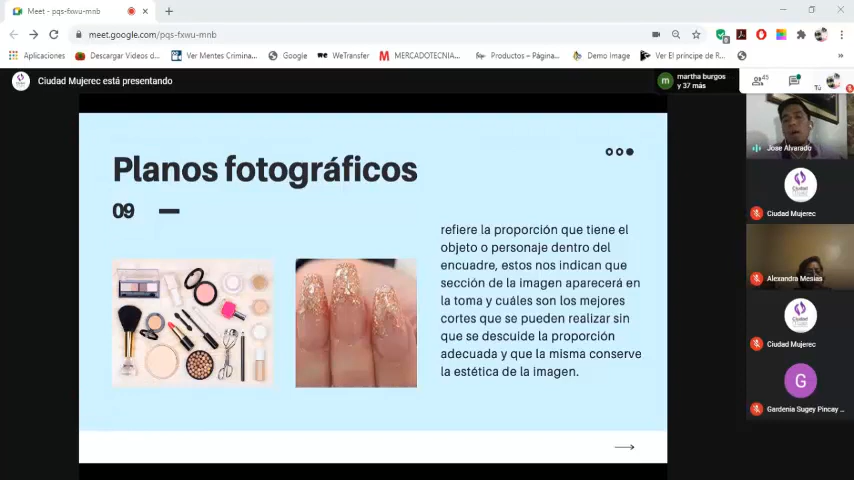 Meet - pqs-fxwu-mnb
meet.google.com/pqs-fxwu-mnb
Aplicaciones
Descargar Videos d...
Ver Mentes Crimina...
Google
WeTransfer
MERCADOTECNIA...
Productos – Página...
Demo Image
Ver El príncipe de R...
Ciudad Mujerec está presentando
martha burgos
y 37 más
45
Tú
Planos fotográficos
09
refiere la proporción que tiene el
objeto o personaje dentro del
encuadre, estos nos indican que
sección de la imagen aparecerá en
la toma y cuáles son los mejores
cortes que se pueden realizar sin
que se descuide la proporción
adecuada y que la misma conserve
la estética de la imagen.
Jose Alvarado
Ciudad Mujerec
Alexandra Mesias
Ciudad Mujerec
G
Gardenia Sugey Pincay ...